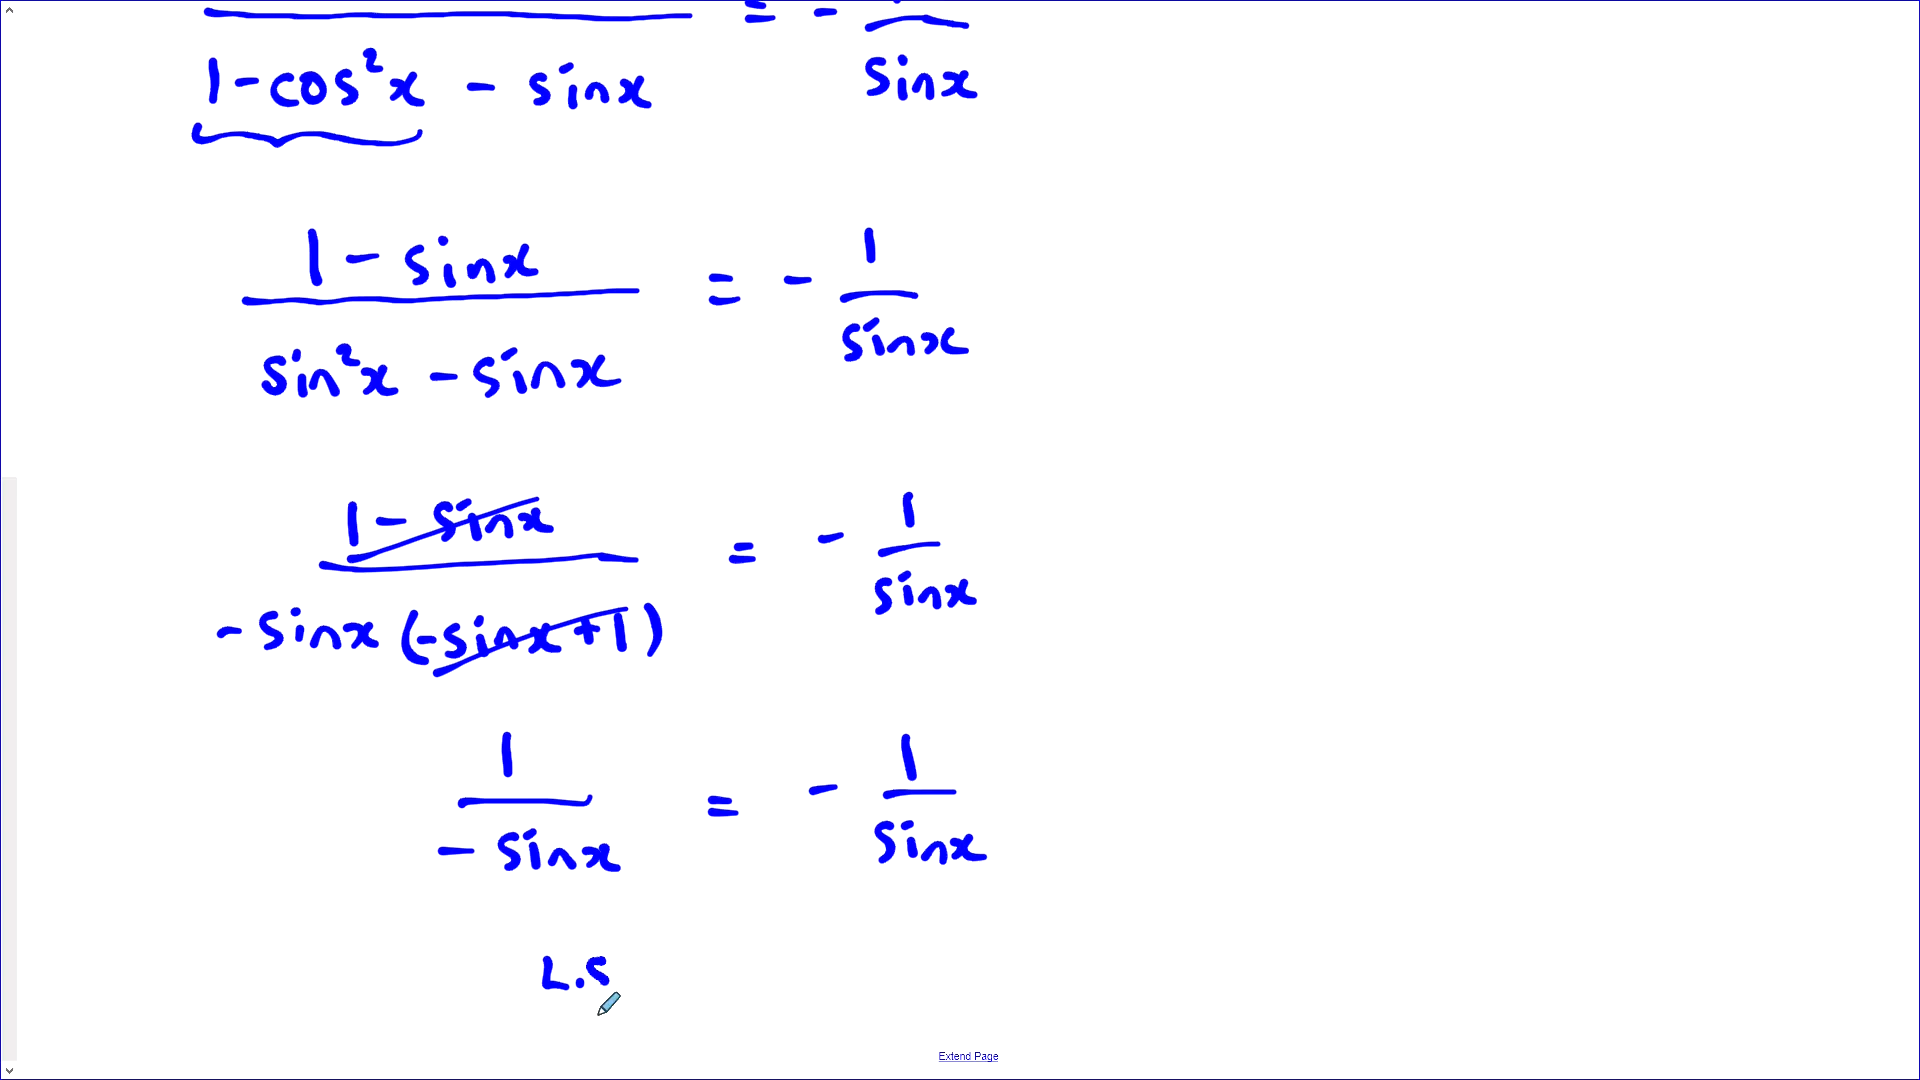 = -
1-cos²x - sinx   sinx
1 - sinx / sin²x - sinx = - 1 / sinx
1 - sinx / -sinx (-sinx+1) = - 1 / sinx
1 / - sinx = - 1 / sinx
L.S
Extend Page